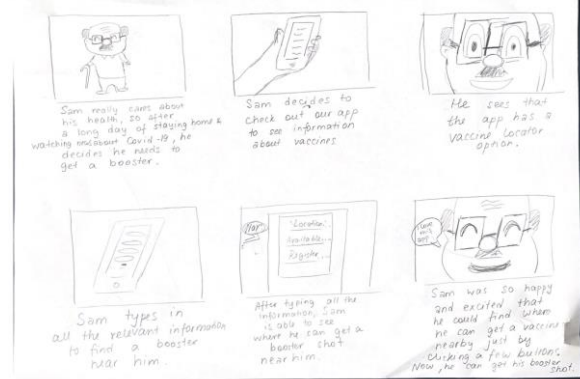 Sam really cares about
his health, so after
a long day of staying home &
watching news about Covid-19, he
decides he needs to
get a booster.
Sam decides to
check out our app
to see information
about vaccines
He sees that
the app has a
vaccine locator
option.
Sam types in
all the relevant information
to find a booster
near him.
Location
Available
Register
After typing all the
information, Sam
is able to see
where he can get a
booster shot
near him.
I love this
app!
Sam was so happy
and excited that
he could find where
he can get a vaccine
nearby just by
clicking a few buttons.
Now, he can get his booster shot.